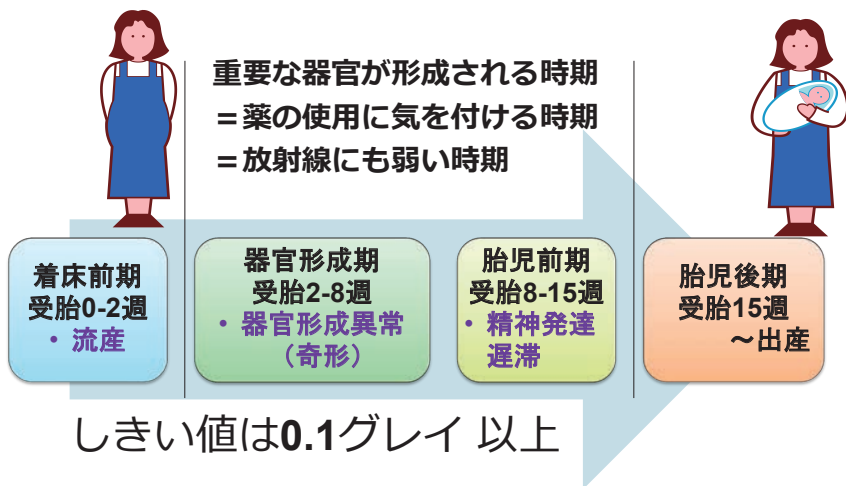 重要な器官が形成される時期
＝薬の使用に気を付ける時期
＝放射線にも弱い時期
着床前期
受胎0-2週
・流産
器官形成期
受胎2-8週
・器官形成異常
（奇形）
胎児前期
受胎8-15週
・精神発達
遅滞
胎児後期
受胎15週
～出産
しきい値は0.1グレイ 以上